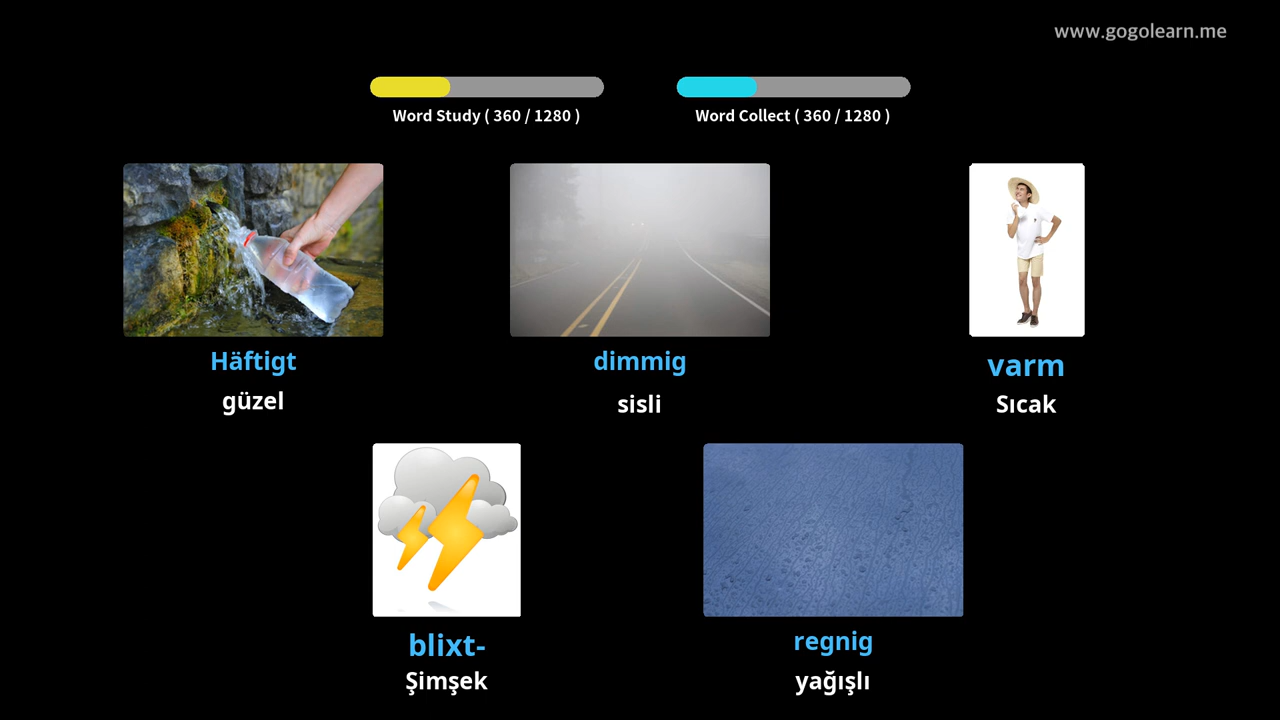 www.gogolearn.me
Word Study ( 360 / 1280 )
Word Collect ( 360 / 1280 )
Häftigt
güzel
dimmig
sisli
varm
Sıcak
blixt-
Şimşek
regnig
yağışlı